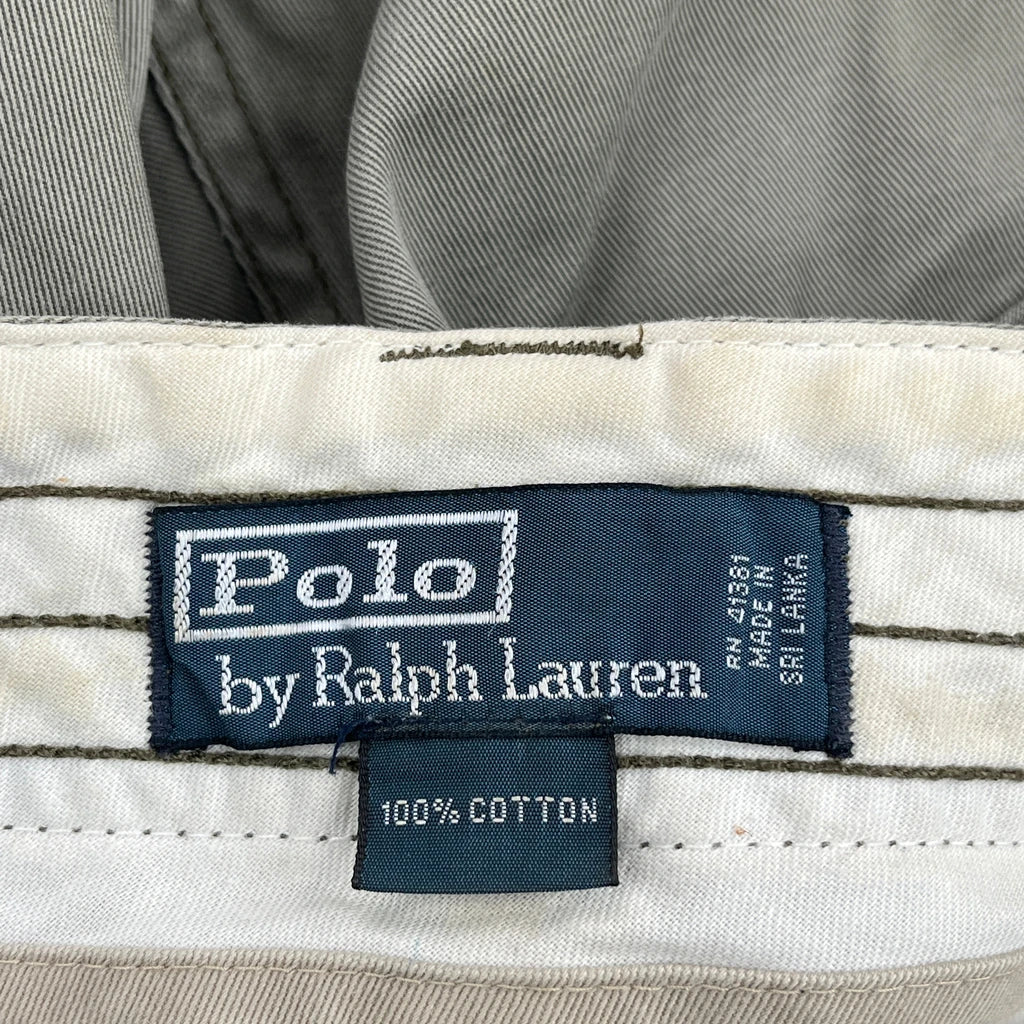 Polo
by Ralph Lauren
RN 41381
MADE IN
SRI LANKA
100% COTTON